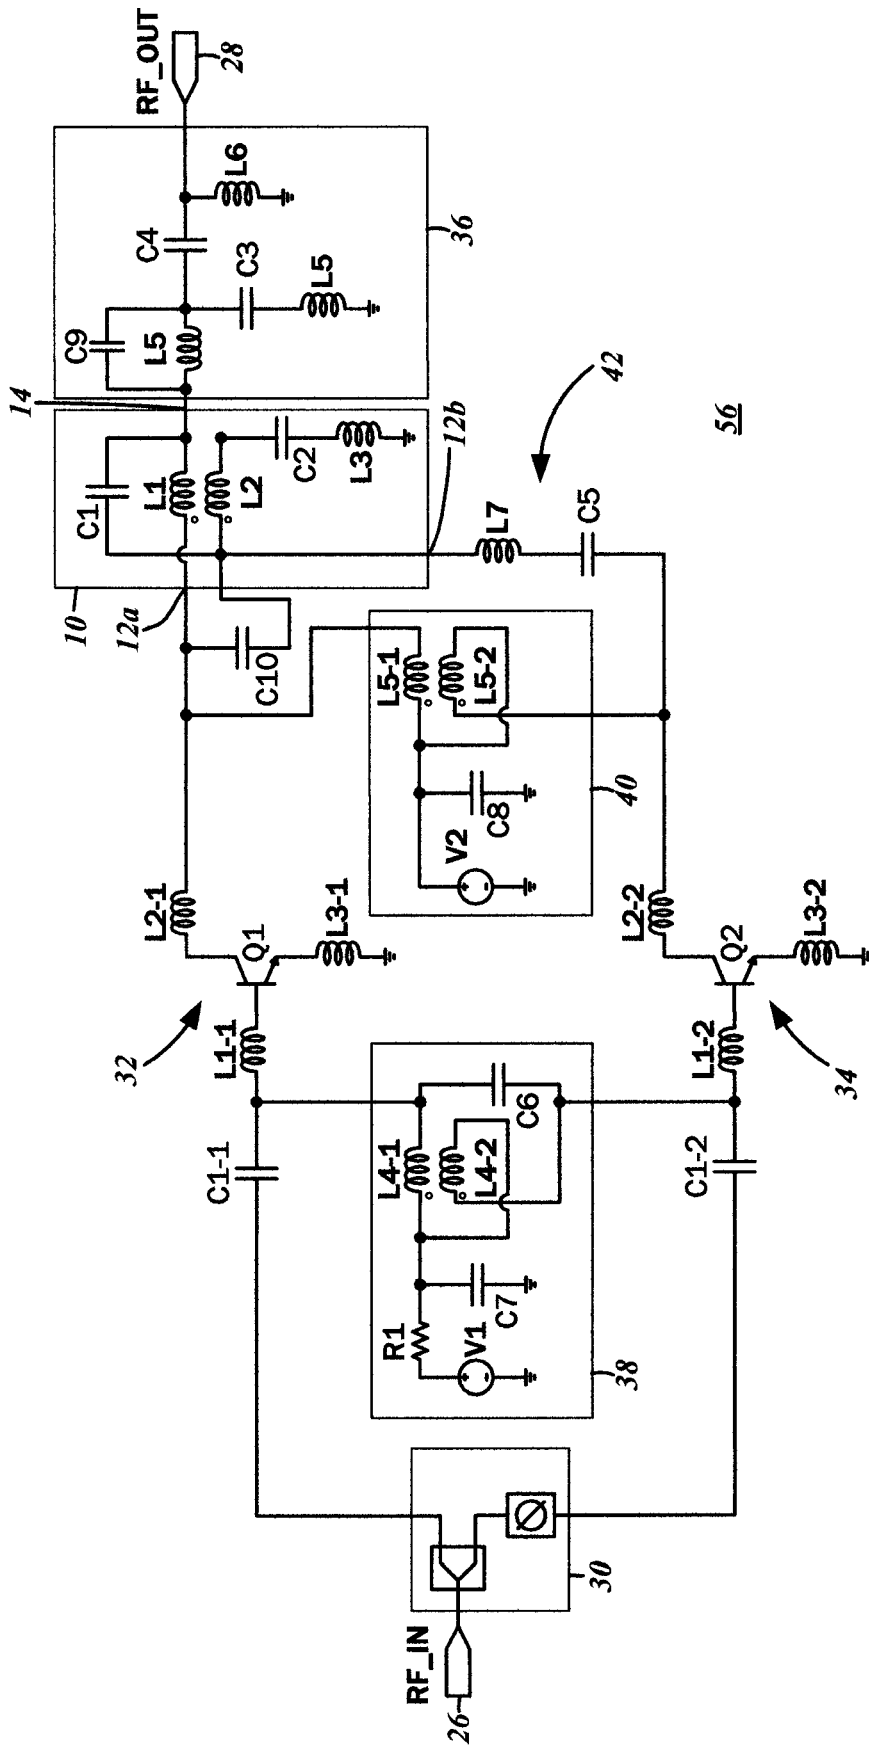 RF_IN
26
30
C1-1
C1-2
R1
V1
C7
L4-1
L4-2
C6
38
32
L1-1
Q1
L2-1
L3-1
34
L1-2
Q2
L2-2
L3-2
V2
C8
L5-1
L5-2
40
C10
12a
10
C1
L1
L2
C2
L3
12b
L7
C5
42
14
C9
L5
C3
L5
C4
L6
36
RF_OUT
28
56